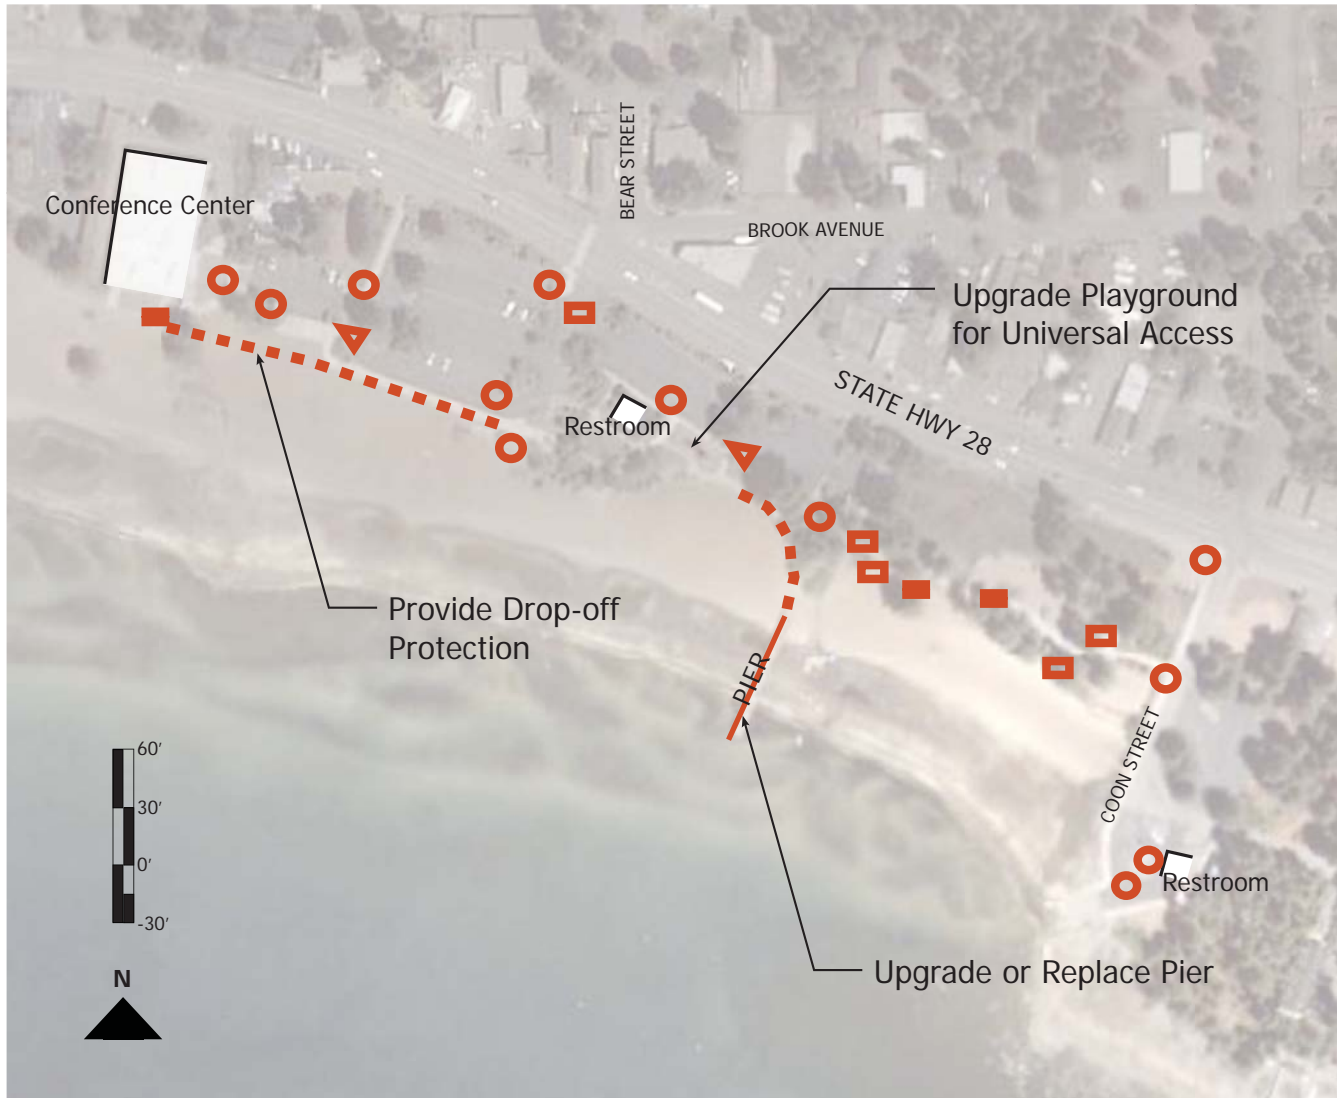 BEAR STREET
Conference Center
BROOK AVENUE
Upgrade Playground
for Universal Access
STATE HWY 28
Restroom
Provide Drop-off
Protection
PIER
COON STREET
60'
30'
0'
-30'
Restroom
N
Upgrade or Replace Pier